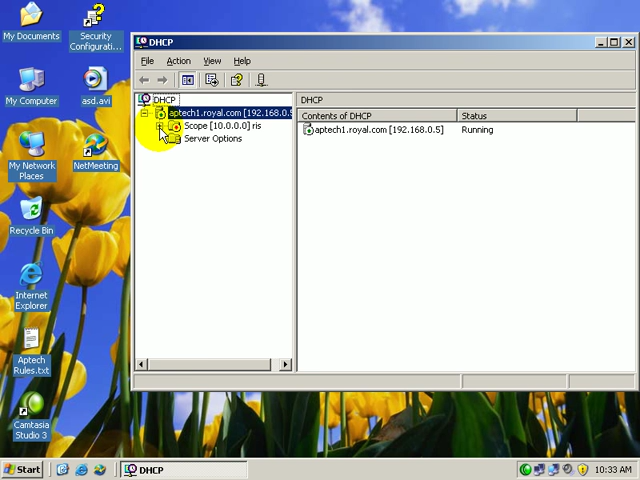 My Documents
Security
Configurati...
My Computer
asd.avi
My Network
Places
NetMeeting
Recycle Bin
Internet
Explorer
Aptech
Rules.txt
Camtasia
Studio 3
DHCP
File Action View Help
DHCP
aptech1.royal.com [192.168.0.5
Scope [10.0.0.0] ris
Server Options
DHCP
Contents of DHCP Status
aptech1.royal.com [192.168.0.5] Running
Start
DHCP
10:33 AM